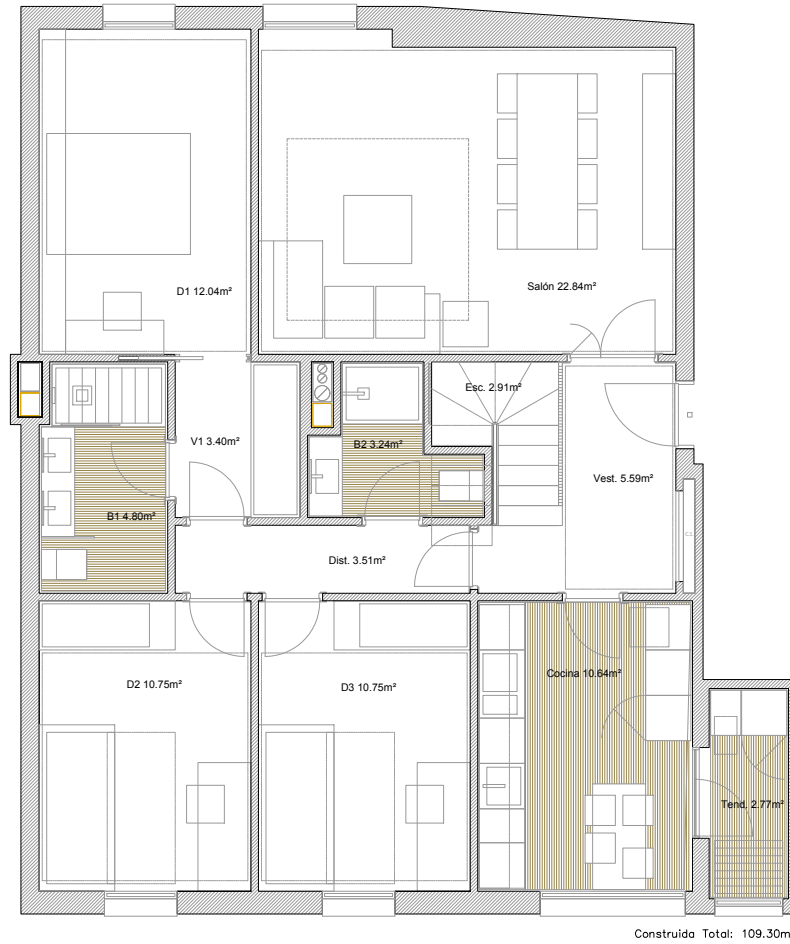 D1 12.04m²
Salón 22.84m²
Esc. 2.91m²
V1 3.40m²
B2 3.24m²
Vest. 5.59m²
B1 4.80m²
Dist. 3.51m²
Cocina 10.64m²
D2 10.75m²
D3 10.75m²
Tend. 2.77m²
Construida Total: 109.30m